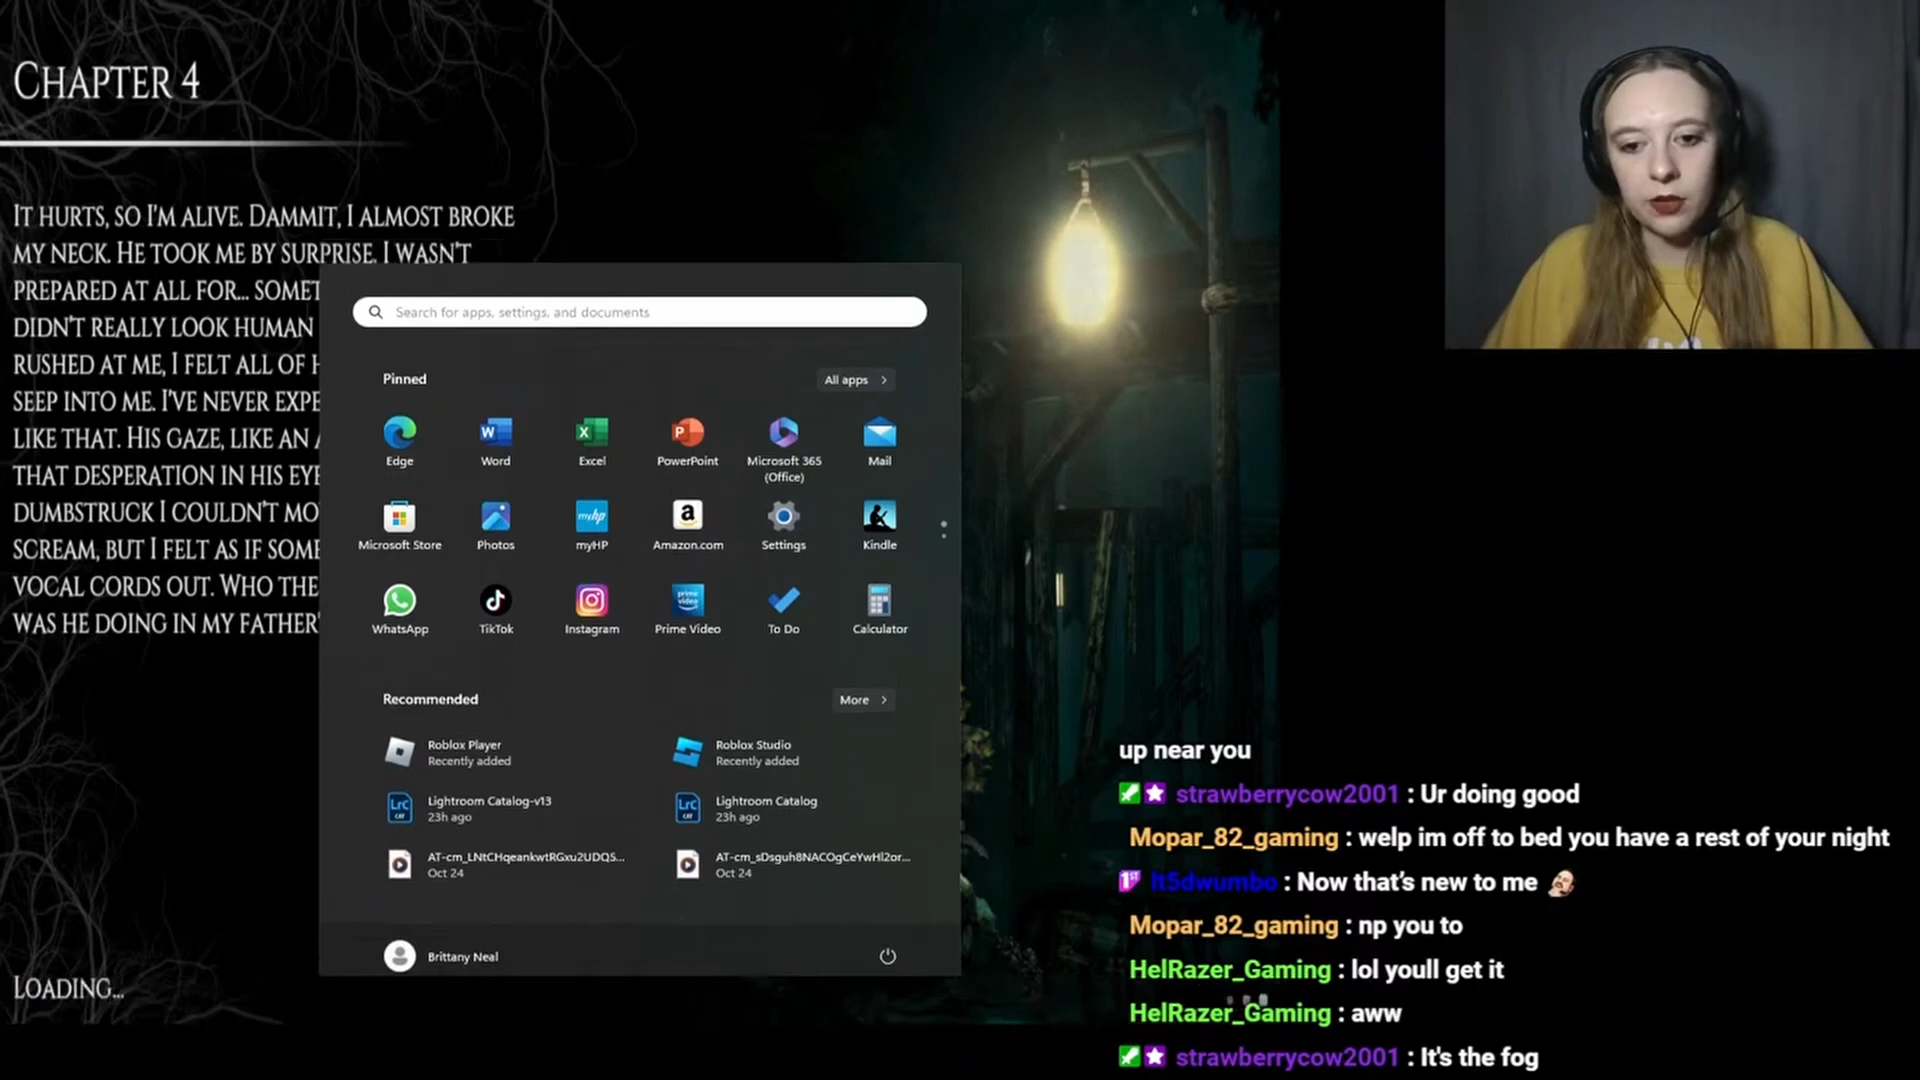 CHAPTER 4
IT HURTS, SO I'M ALIVE. DAMMIT, I ALMOST BROKE
MY NECK. HE TOOK ME BY SURPRISE. I WASN'T
PREPARED AT ALL FOR...
DIDN'T REALLY LOOK HUMAN
RUSHED AT ME, I FELT ALL OF
SEEP INTO ME. I'VE NEVER
LIKE THAT. HIS GAZE, LIKE AN
THAT DESPERATION IN HIS
DUMBSTRUCK I COULDN'T
SCREAM, BUT I FELT AS IF
VOCAL CORDS OUT. WHO THE
WAS HE DOING IN MY FATHER'
LOADING...
Search for apps, settings, and documents
Pinned
All apps
Edge
Word
Excel
PowerPoint
Microsoft 365
(Office)
Mail
Microsoft Store
Photos
myHP
Amazon.com
Settings
Kindle
WhatsApp
TikTok
Instagram
Prime Video
To Do
Calculator
Recommended
More
Roblox Player
Recently added
Roblox Studio
Recently added
Lightroom Catalog-v13
23h ago
Lightroom Catalog
23h ago
Oct 24
Oct 24
Brittany Neal
up near you
strawberrycow2001 : Ur doing good
Mopar_82_gaming : welp im off to bed you have a rest of your night
lt5dwumbo : Now that's new to me
Mopar_82_gaming : np you to
HelRazer_Gaming : lol youll get it
HelRazer_Gaming : aww
strawberrycow2001 : It's the fog